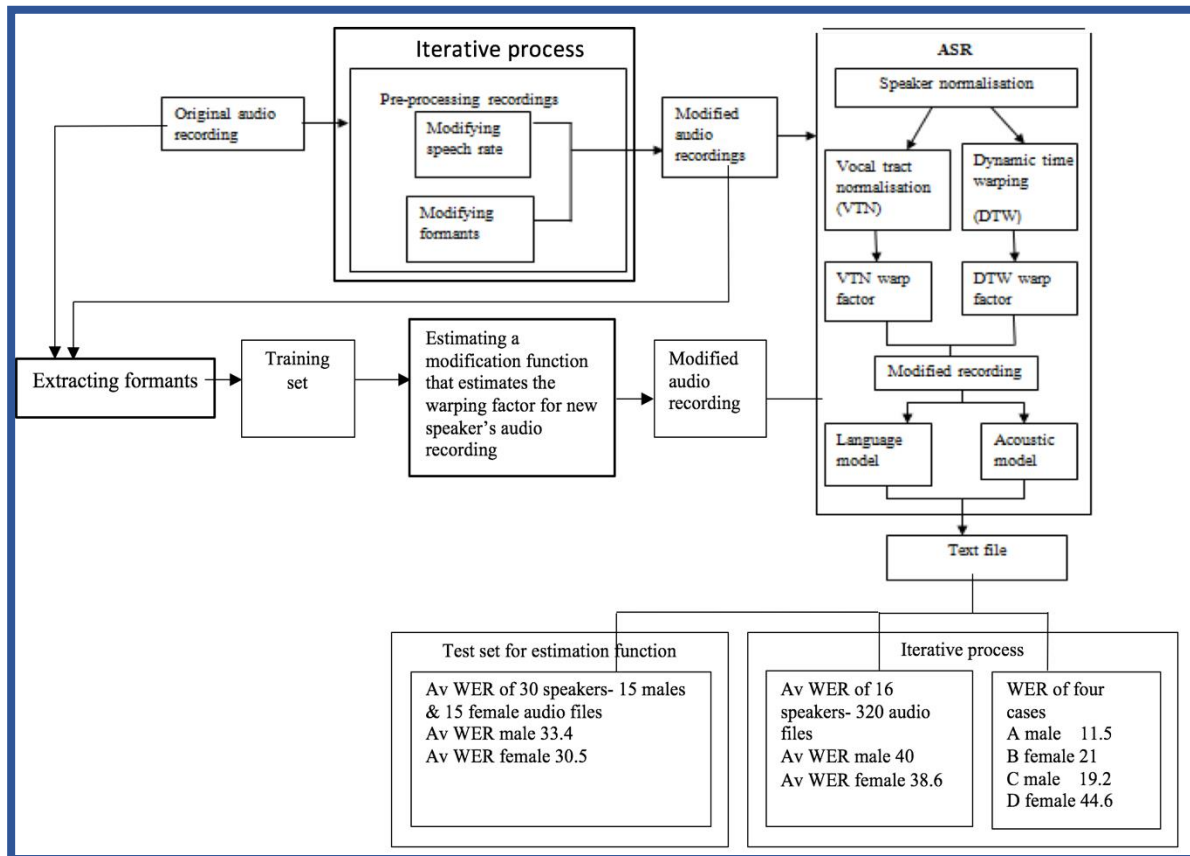 Iterative process
Pre-processing recordings
Modifying
speech rate
Modifying
formants
Original audio
recording
Modified
audio
recordings
ASR
Speaker normalisation
Vocal tract
normalisation
(VTN)
Dynamic time
warping
(DTW)
VTN warp
factor
DTW warp
factor
Modified recording
Language
model
Acoustic
model
Extracting formants
Training
set
Estimating a
modification function
that estimates the
warping factor for new
speaker’s audio
recording
Modified
audio
recording
Text file
Test set for estimation function
Av WER of 30 speakers- 15 males
& 15 female audio files
Av WER male 33.4
Av WER female 30.5
Iterative process
Av WER of 16
speakers- 320 audio
files
Av WER male 40
Av WER female 38.6
WER of four
cases
A male 11.5
B female 21
C male 19.2
D female 44.6